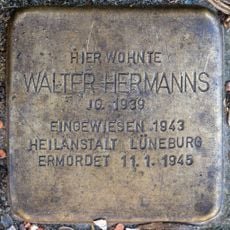 HIER WOHNTE
WALTER HERMANNS
JG. 1939
EINGEWIESEN 1943
HEILANSTALT LÜNEBURG
ERMORDET 11.1.1945